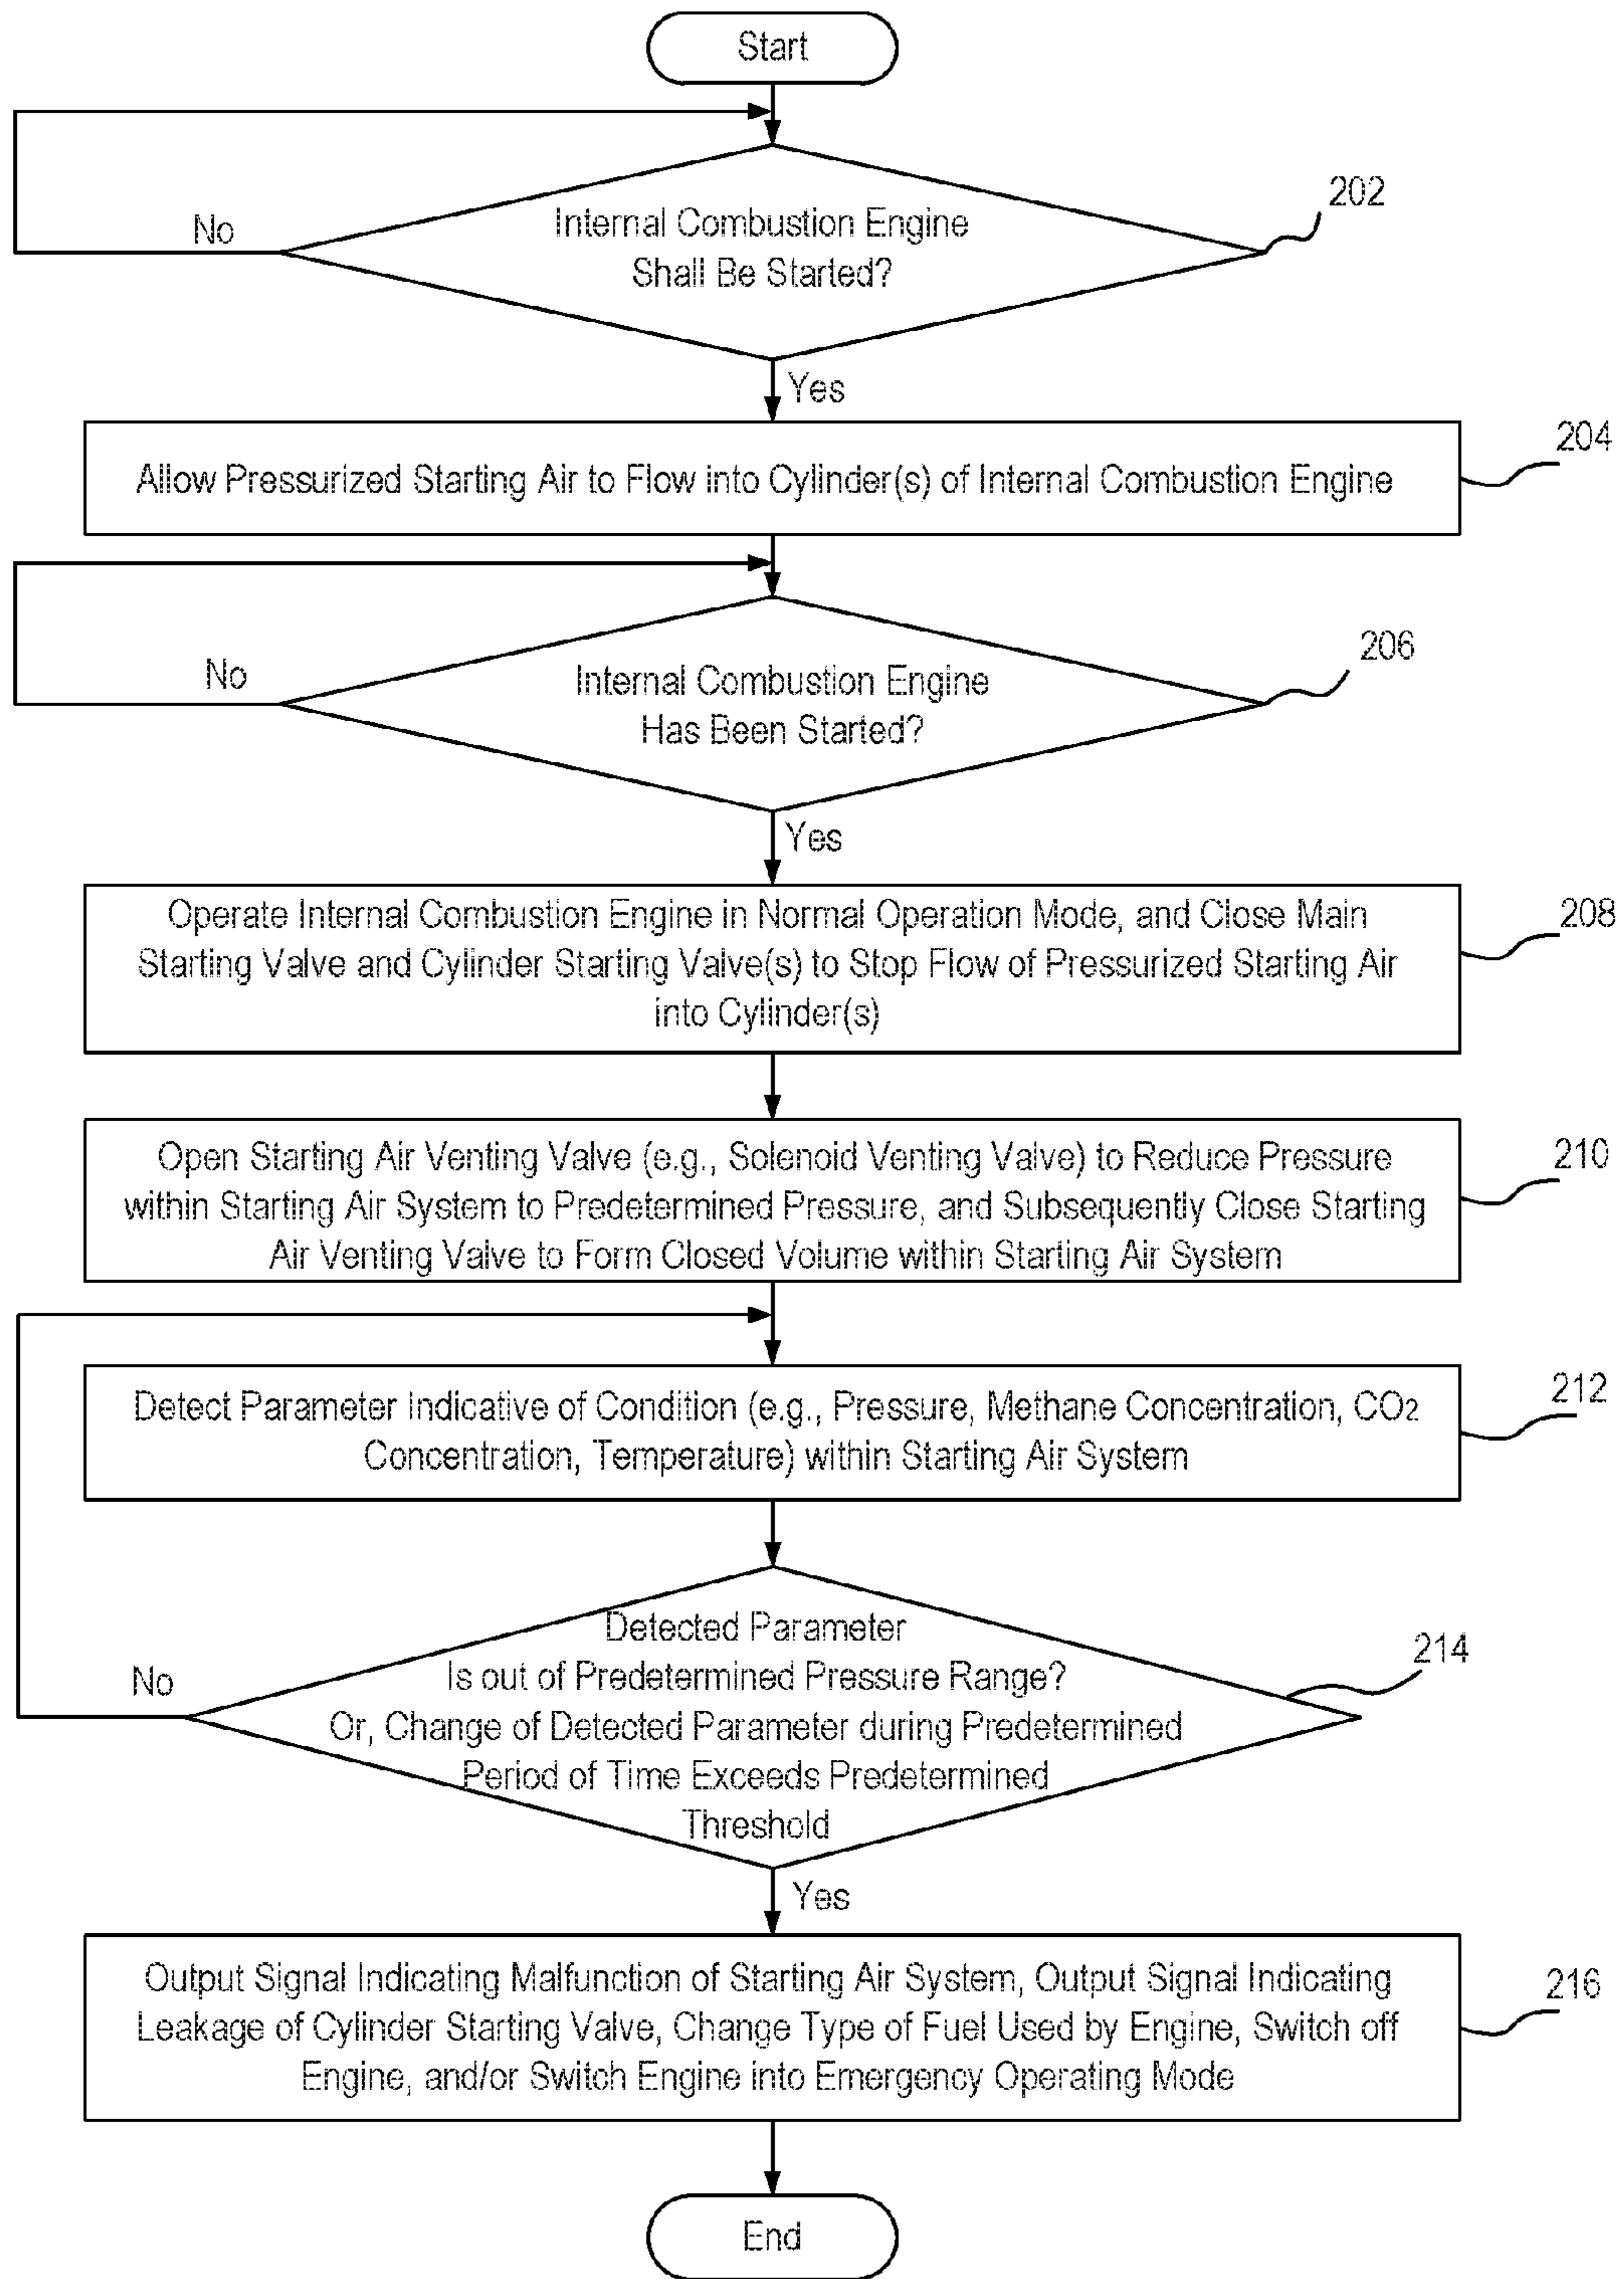 Start
No
Internal Combustion Engine
Shall Be Started?
202
Yes
204
Allow Pressurized Starting Air to Flow into Cylinder(s) of Internal Combustion Engine
No
Internal Combustion Engine
Has Been Started?
206
Yes
208
Operate Internal Combustion Engine in Normal Operation Mode, and Close Main
Starting Valve and Cylinder Starting Valve(s) to Stop Flow of Pressurized Starting Air
into Cylinder(s)
210
Open Starting Air Venting Valve (e.g., Solenoid Venting Valve) to Reduce Pressure
within Starting Air System to Predetermined Pressure, and Subsequently Close Starting
Air Venting Valve to Form Closed Volume within Starting Air System
212
Detect Parameter Indicative of Condition (e.g., Pressure, Methane Concentration, CO2
Concentration, Temperature) within Starting Air System
No
Detected Parameter
Is out of Predetermined Pressure Range?
Or, Change of Detected Parameter during Predetermined
Period of Time Exceeds Predetermined
Threshold
214
Yes
216
Output Signal Indicating Malfunction of Starting Air System, Output Signal Indicating
Leakage of Cylinder Starting Valve, Change Type of Fuel Used by Engine, Switch off
Engine, and/or Switch Engine into Emergency Operating Mode
End